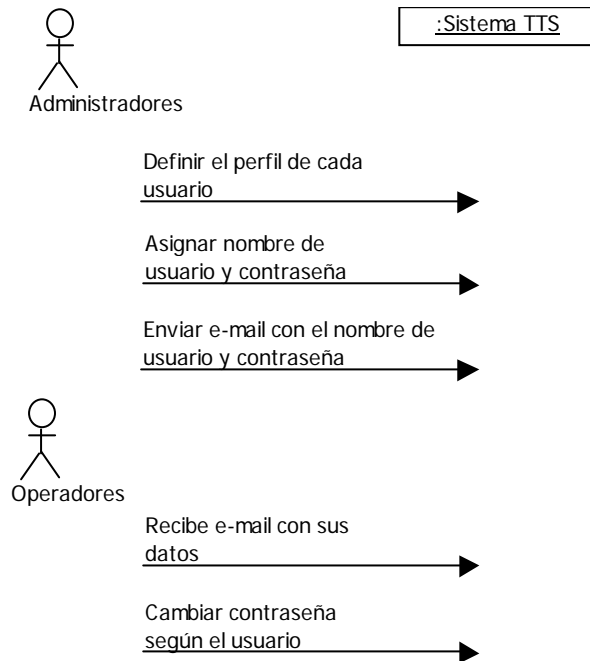 :Sistema TTS
Administradores
Definir el perfil de cada
usuario
Asignar nombre de
usuario y contraseña
Enviar e-mail con el nombre de
usuario y contraseña
Operadores
Recibe e-mail con sus
datos
Cambiar contraseña
según el usuario